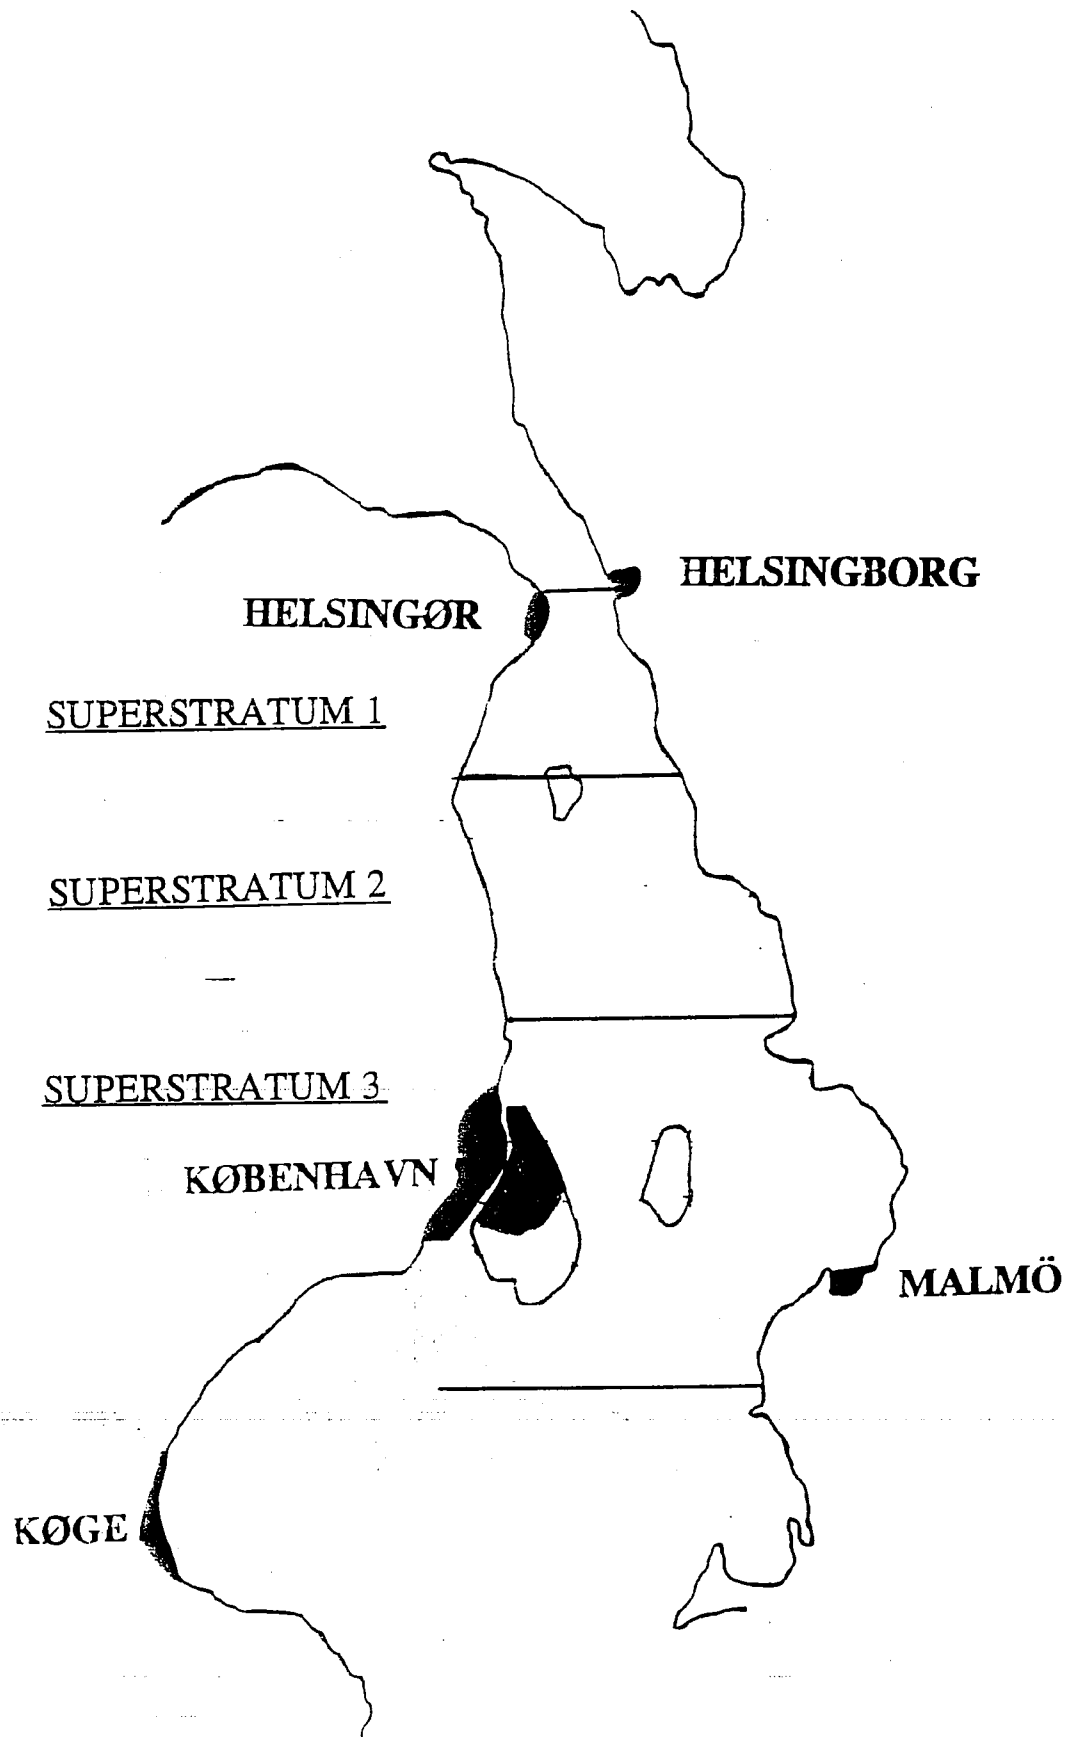 HELSINGBORG
HELSINGØR
SUPERSTRATUM 1
SUPERSTRATUM 2
SUPERSTRATUM 3
KØBENHAVN
MALMÖ
KØGE